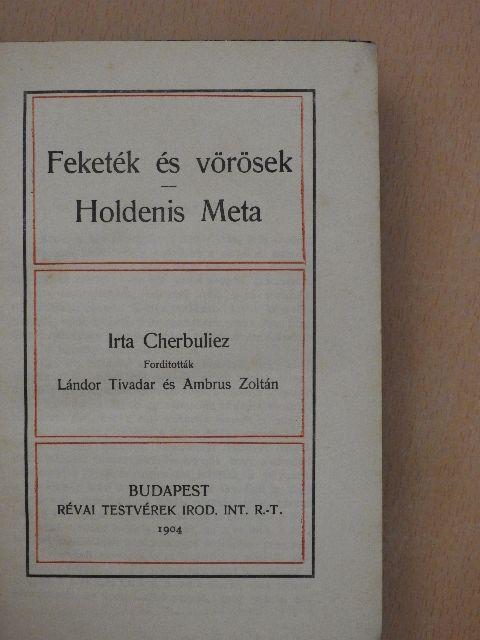 Feketék és vörösek
Holdenis Meta
Irta Cherbuliez
Forditották
Lándor Tivadar és Ambrus Zoltán
BUDAPEST
RÉVAI TESTVÉREK IROD. INT. R.-T.
1904